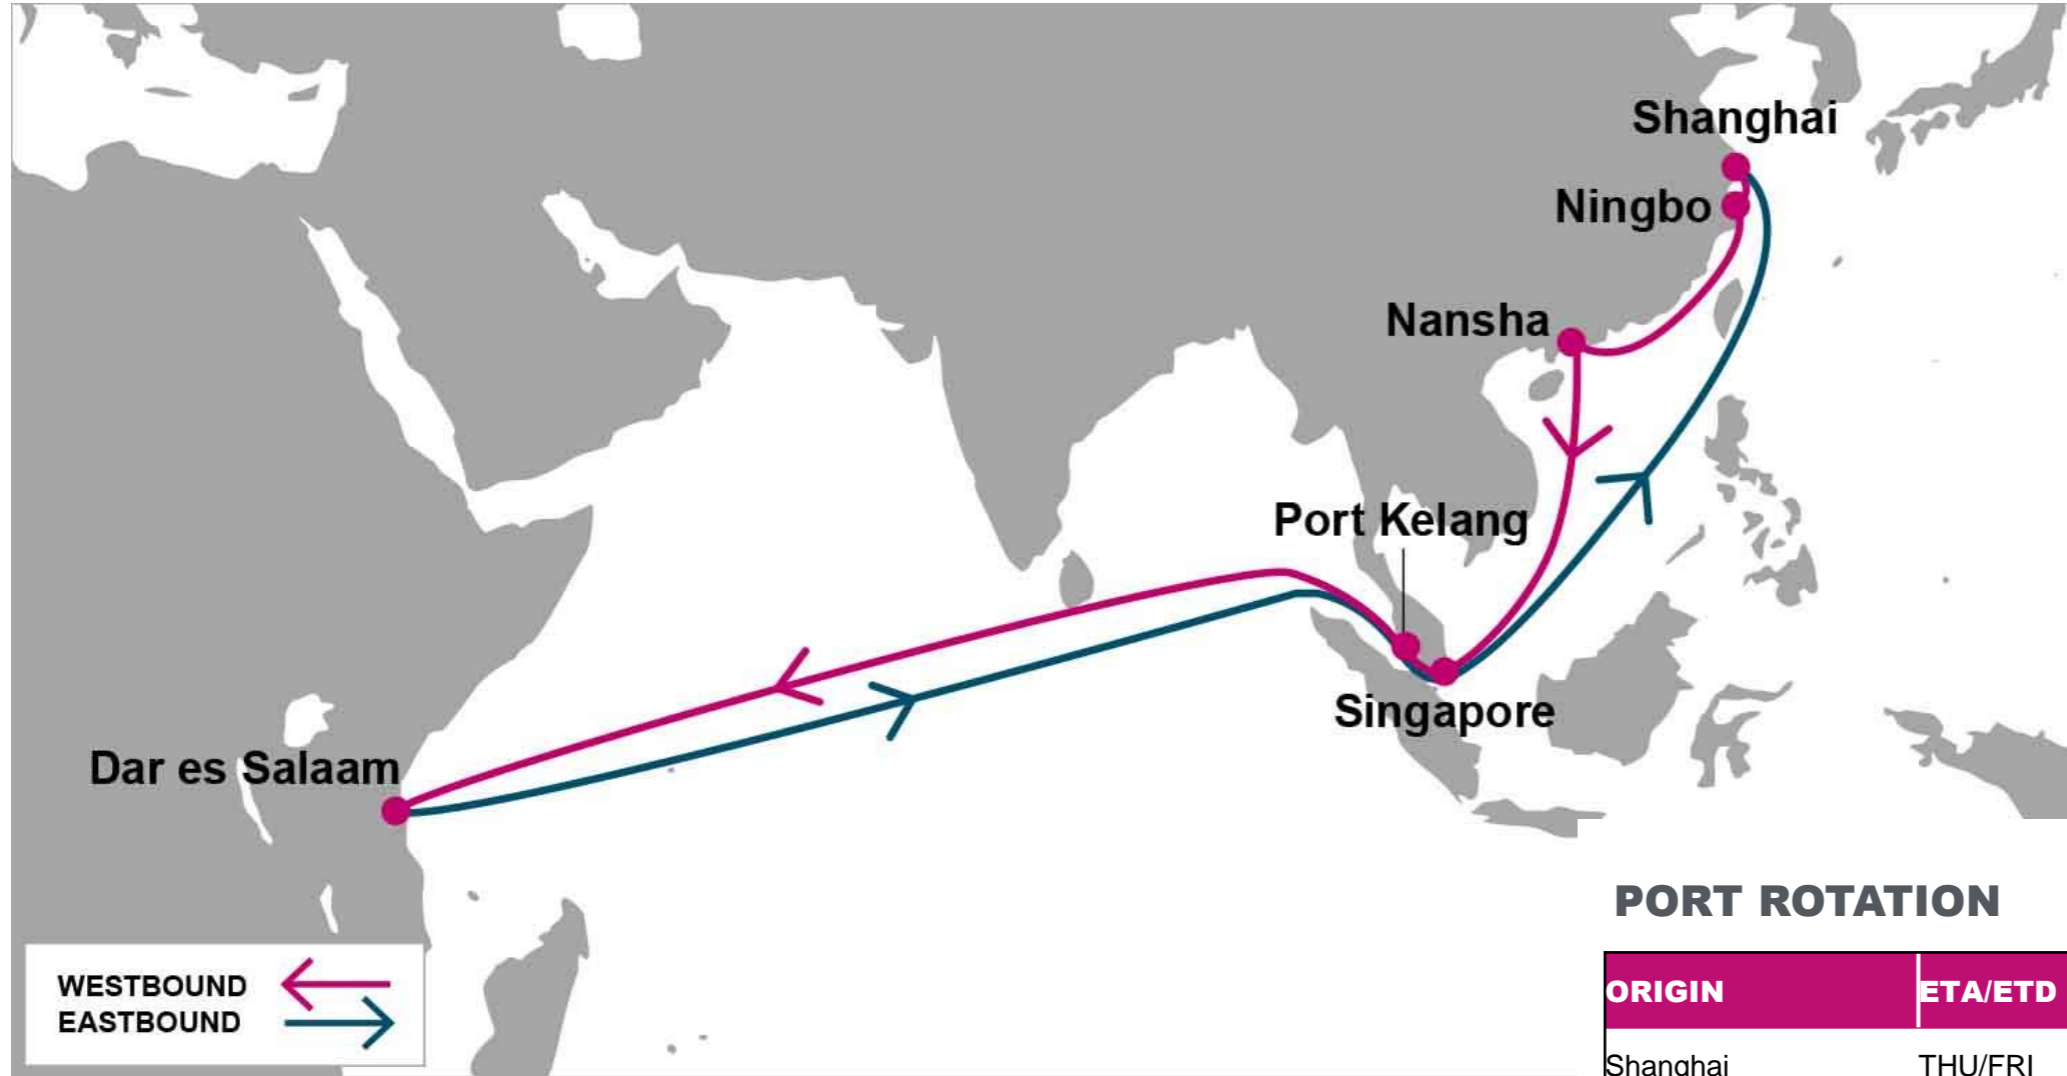 Shanghai
Ningbo
Nansha
Port Kelang
Singapore
Dar es Salaam
WESTBOUND
EASTBOUND
PORT ROTATION
ORIGIN ETA/ETD
Shanghai THU/FRI